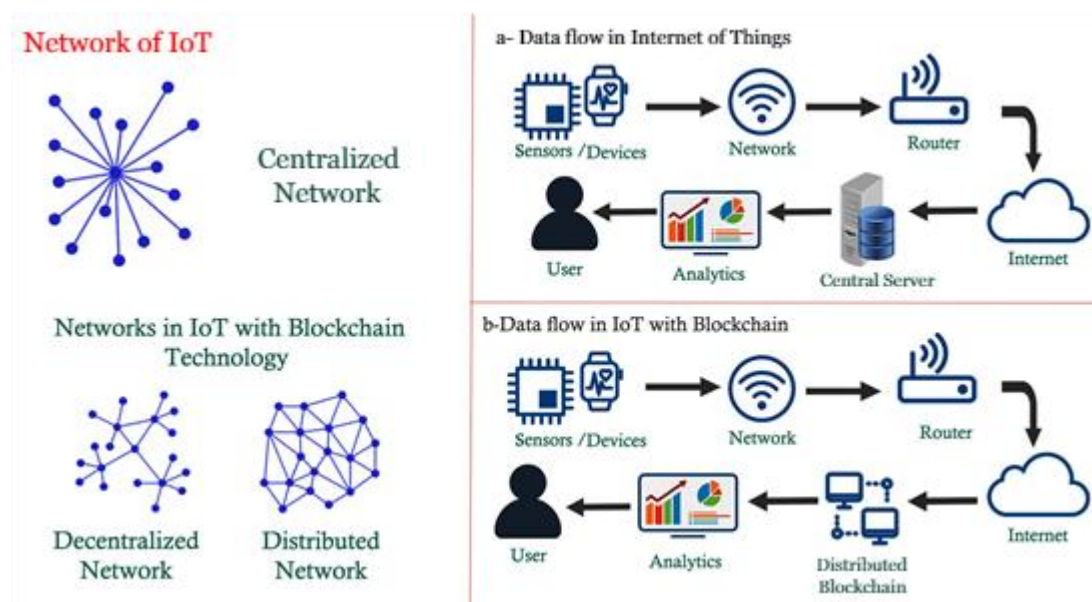 Network of IoT
Centralized
Network
Networks in IoT with Blockchain
Technology
Decentralized
Network
Distributed
Network
a- Data flow in Internet of Things
Sensors /Devices
Network
Router
User
Analytics
Central Server
Internet
b-Data flow in IoT with Blockchain
Sensors /Devices
Network
Router
User
Analytics
Distributed
Blockchain
Internet